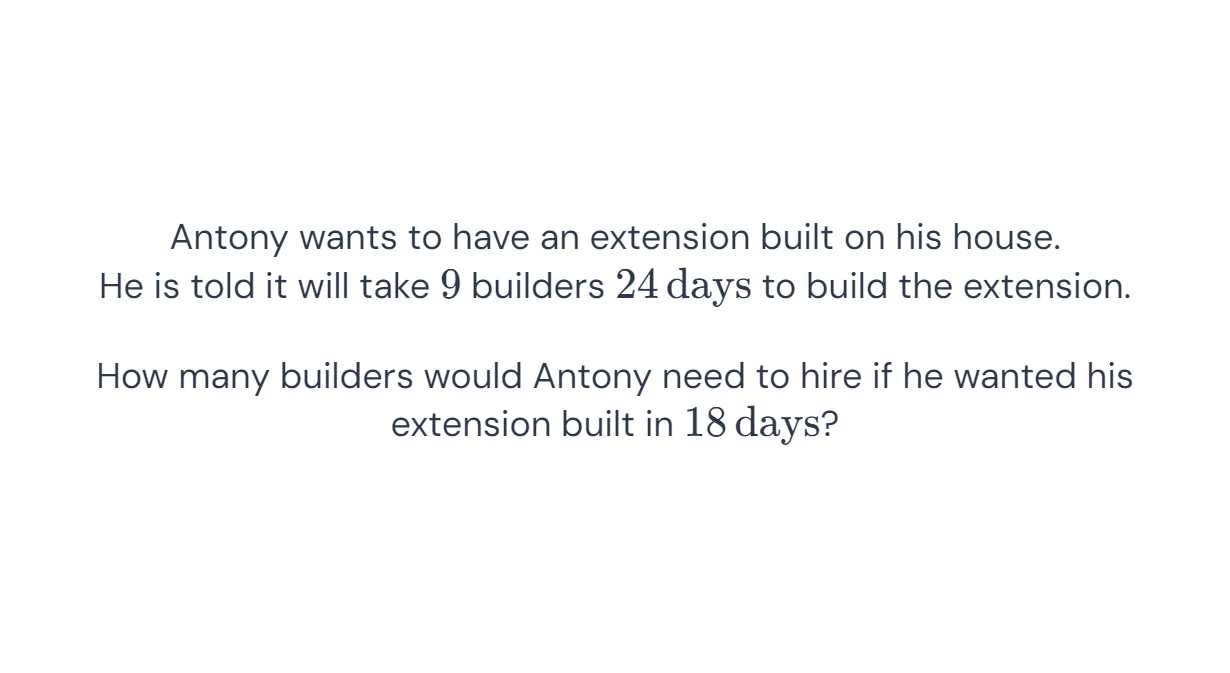 Antony wants to have an extension built on his house.
He is told it will take 9 builders 24 days to build the extension.
How many builders would Antony need to hire if he wanted his
extension built in 18 days?